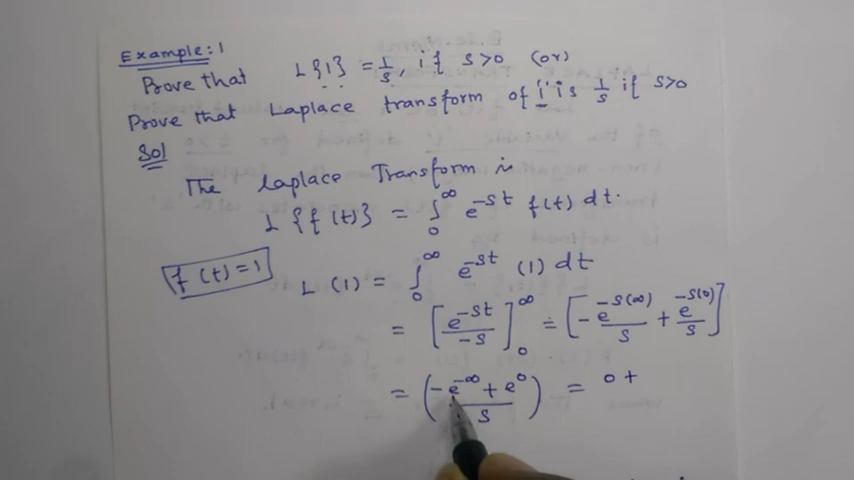 Example:1
Prove that L{1} = 1/s, if s>0 (or)
Prove that Laplace transform of 1 is 1/s if s>0
Sol
The Laplace Transform is
L{f(t)} = ∫₀^∞ e^-st f(t) dt.
f(t)=1 L(1) = ∫₀^∞ e^-st (1) dt
= [e^-st/-s]₀^∞ = [-e^-s(∞)/s + e^-s(0)/s]
= (-e^-∞ + e^0/s) = 0 +